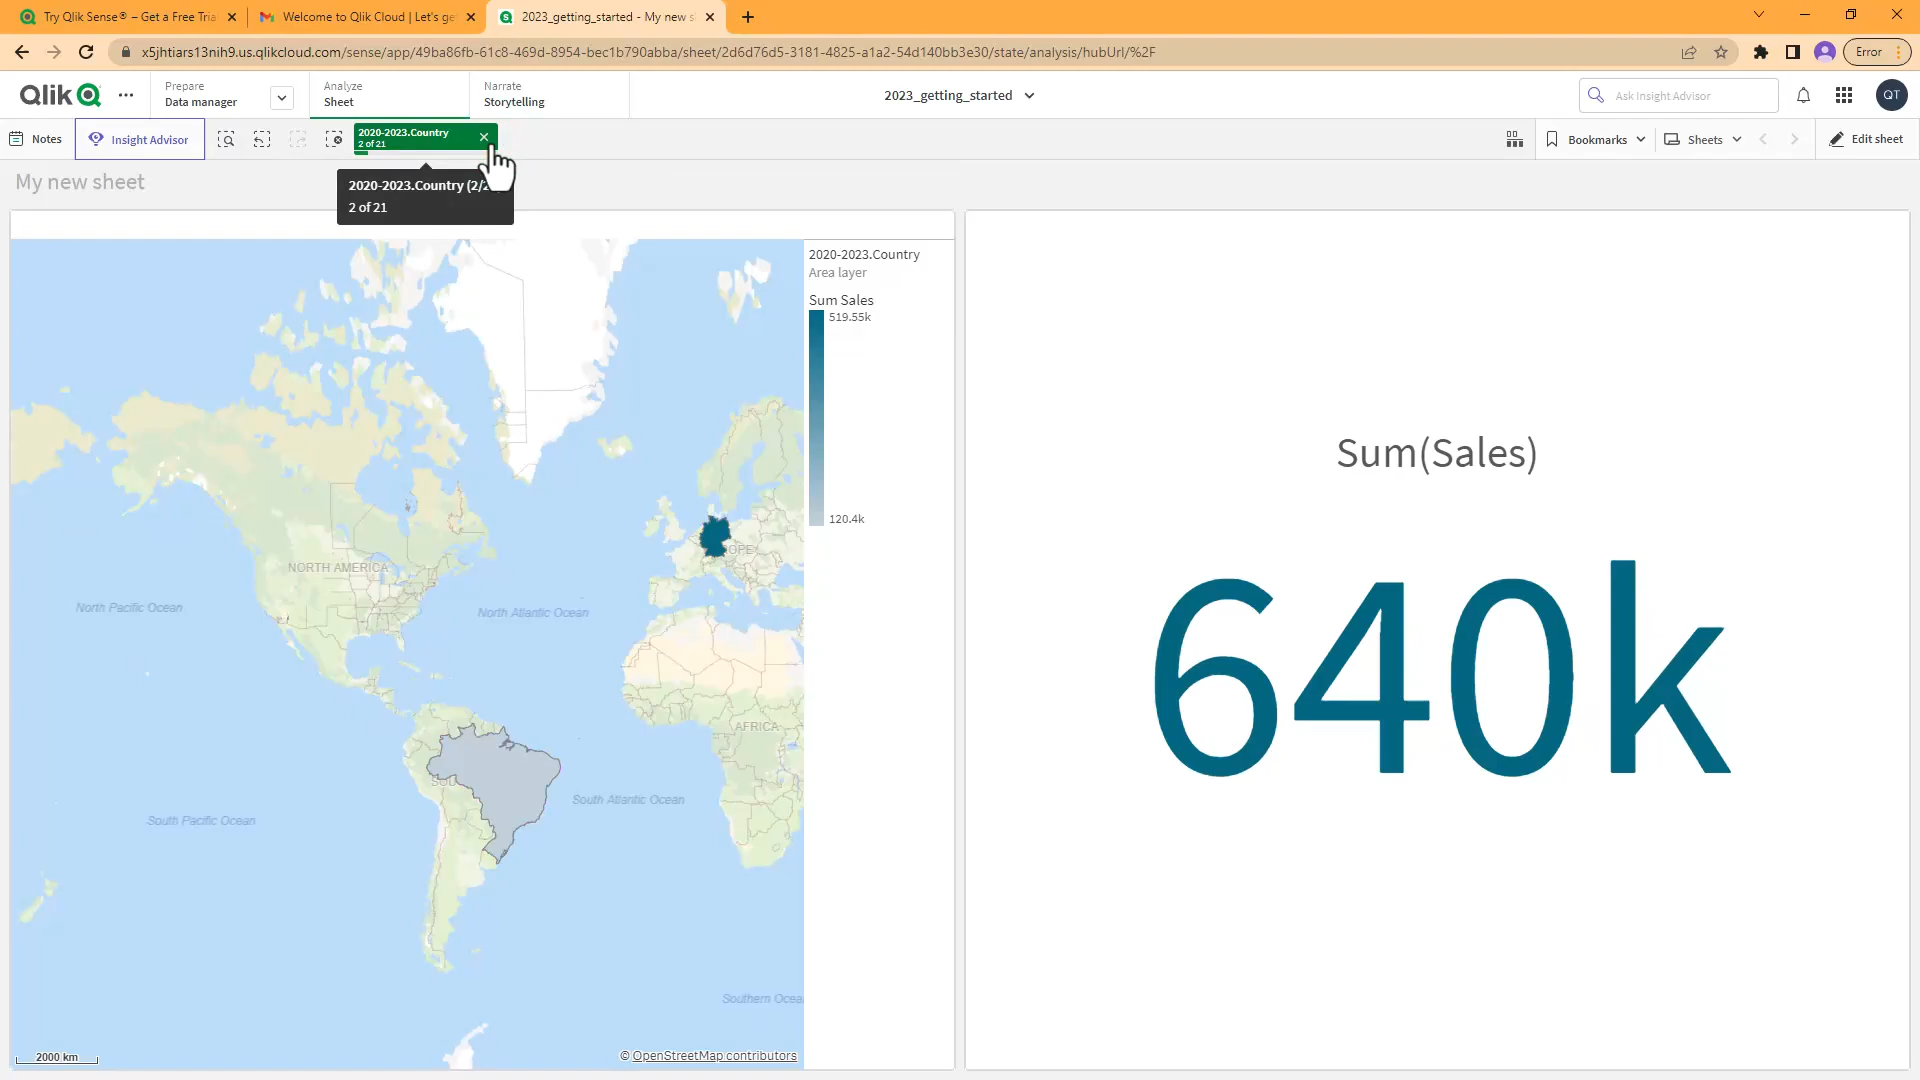 Try Qlik Sense® – Get a Free Tria
Welcome to Qlik Cloud | Let's ge
2023_getting_started - My new s
x5jhtiars13nih9.us.qlikcloud.com/sense/app/49ba86fb-61c8-469d-8954-bec1b790abba/sheet/2d6d76d5-3181-4825-a1a2-54d140bb3e30/state/analysis/hubUrl/%2F
Error
Qlik
Prepare
Data manager
Analyze
Sheet
Narrate
Storytelling
2023_getting_started
Ask Insight Advisor
QT
Notes
Insight Advisor
2020-2023.Country
2 of 21
Bookmarks
Sheets
Edit sheet
My new sheet
2020-2023.Country (2/2
2 of 21
2020-2023.Country
Area layer
Sum Sales
519.55k
120.4k
NORTH AMERICA
OPE
North Pacific Ocean
North Atlantic Ocean
AFRICA
SOU
South Atlantic Ocean
South Pacific Ocean
Southern Ocea
2000 km
© OpenStreetMap contributors
Sum(Sales)
640k